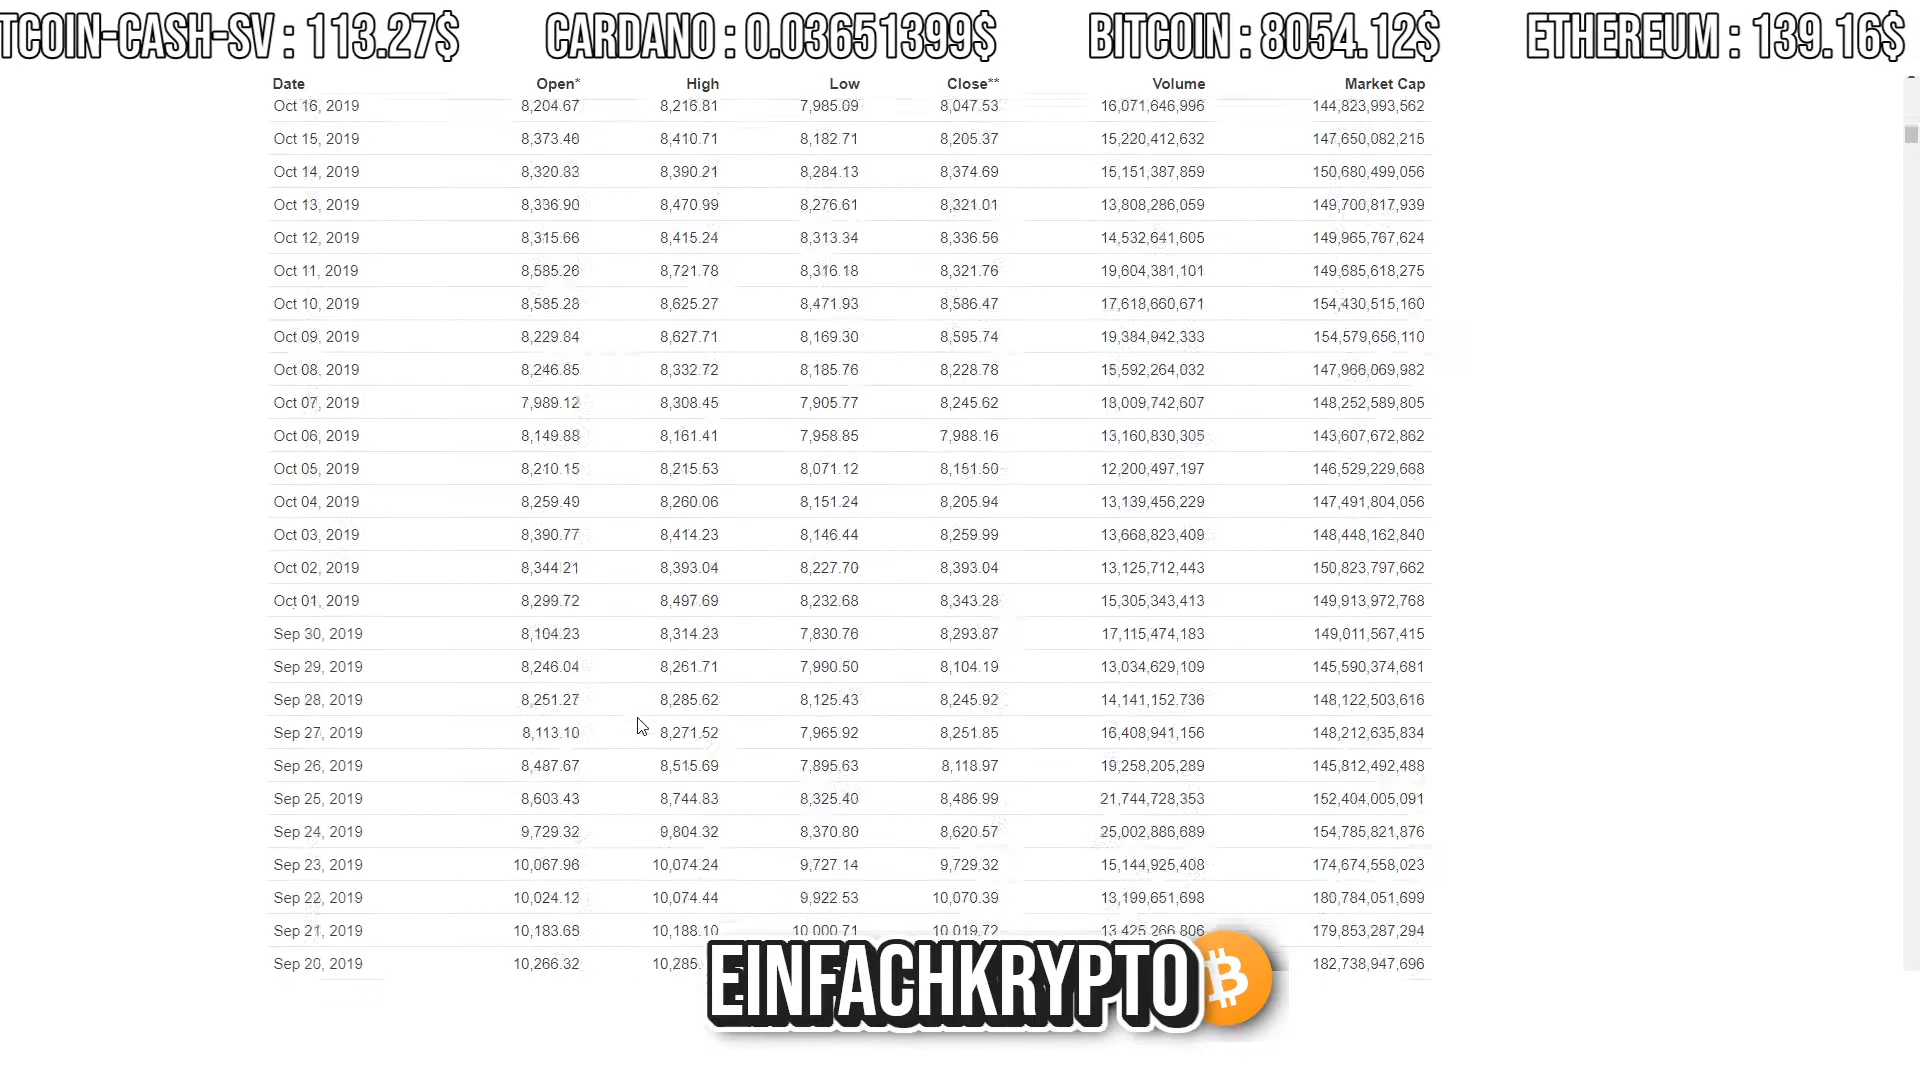 TCOIN-CASH-SV : 113.27$ CARDANO : 0.03651399$ BITCOIN : 8054.12$ ETHEREUM : 139.16$
Date Open* High Low Close** Volume Market Cap
Oct 16, 2019 8,204.67 8,216.81 7,985.09 8,047.53 16,071,646,996 144,823,993,562
Oct 15, 2019 8,373.46 8,410.71 8,182.71 8,205.37 15,220,412,632 147,650,082,215
Oct 14, 2019 8,320.83 8,390.21 8,284.13 8,374.69 15,151,387,859 150,680,499,056
Oct 13, 2019 8,336.90 8,470.99 8,276.61 8,321.01 13,808,286,059 149,700,817,939
Oct 12, 2019 8,315.66 8,415.24 8,313.34 8,336.56 14,532,641,605 149,965,767,624
Oct 11, 2019 8,585.26 8,721.78 8,316.18 8,321.76 19,604,381,101 149,685,618,275
Oct 10, 2019 8,585.28 8,625.27 8,471.93 8,586.47 17,618,660,671 154,430,515,160
Oct 09, 2019 8,229.84 8,627.71 8,169.30 8,595.74 19,384,942,333 154,579,656,110
Oct 08, 2019 8,246.85 8,332.72 8,185.76 8,228.78 15,592,264,032 147,966,069,982
Oct 07, 2019 7,989.12 8,308.45 7,905.77 8,245.62 18,009,742,607 148,252,589,805
Oct 06, 2019 8,149.88 8,161.41 7,958.85 7,988.16 13,160,830,305 143,607,672,862
Oct 05, 2019 8,210.15 8,215.53 8,071.12 8,151.50 12,200,497,197 146,529,229,668
Oct 04, 2019 8,259.49 8,260.06 8,151.24 8,205.94 13,139,456,229 147,491,804,056
Oct 03, 2019 8,390.77 8,414.23 8,146.44 8,259.99 13,668,823,409 148,448,162,840
Oct 02, 2019 8,344.21 8,393.04 8,227.70 8,393.04 13,125,712,443 150,823,797,662
Oct 01, 2019 8,299.72 8,497.69 8,232.68 8,343.28 15,305,343,413 149,913,972,768
Sep 30, 2019 8,104.23 8,314.23 7,830.76 8,293.87 17,115,474,183 149,011,567,415
Sep 29, 2019 8,246.04 8,261.71 7,990.50 8,104.19 13,034,629,109 145,590,374,681
Sep 28, 2019 8,251.27 8,285.62 8,125.43 8,245.92 14,141,152,736 148,122,503,616
Sep 27, 2019 8,113.10 8,271.52 7,965.92 8,251.85 16,408,941,156 148,212,635,834
Sep 26, 2019 8,487.67 8,515.69 7,895.63 8,118.97 19,258,205,289 145,812,492,488
Sep 25, 2019 8,603.43 8,744.83 8,325.40 8,486.99 21,744,728,353 152,404,005,091
Sep 24, 2019 9,729.32 9,804.32 8,370.80 8,620.57 25,002,886,689 154,785,821,876
Sep 23, 2019 10,067.96 10,074.24 9,727.14 9,729.32 15,144,925,408 174,674,558,023
Sep 22, 2019 10,024.12 10,074.44 9,922.53 10,070.39 13,199,651,698 180,784,051,699
Sep 21, 2019 10,183.65 10,188.10 10,000.71 10,019.72 13,425,266,806 179,853,287,294
Sep 20, 2019 10,266.32 10,285. 182,738,947,696
EINFACHKRYPTO